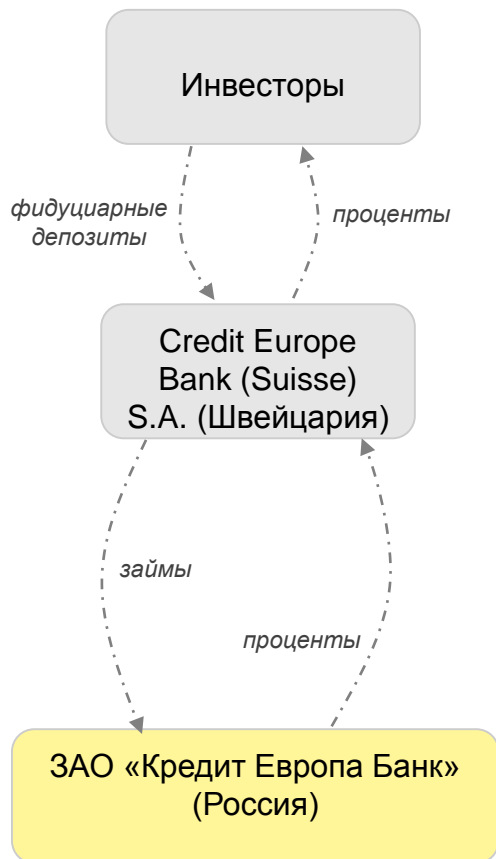 Инвесторы
фидуциарные
депозиты
проценты
Credit Europe
Bank (Suisse)
S.A. (Швейцария)
займы
проценты
ЗАО «Кредит Европа Банк»
(Россия)